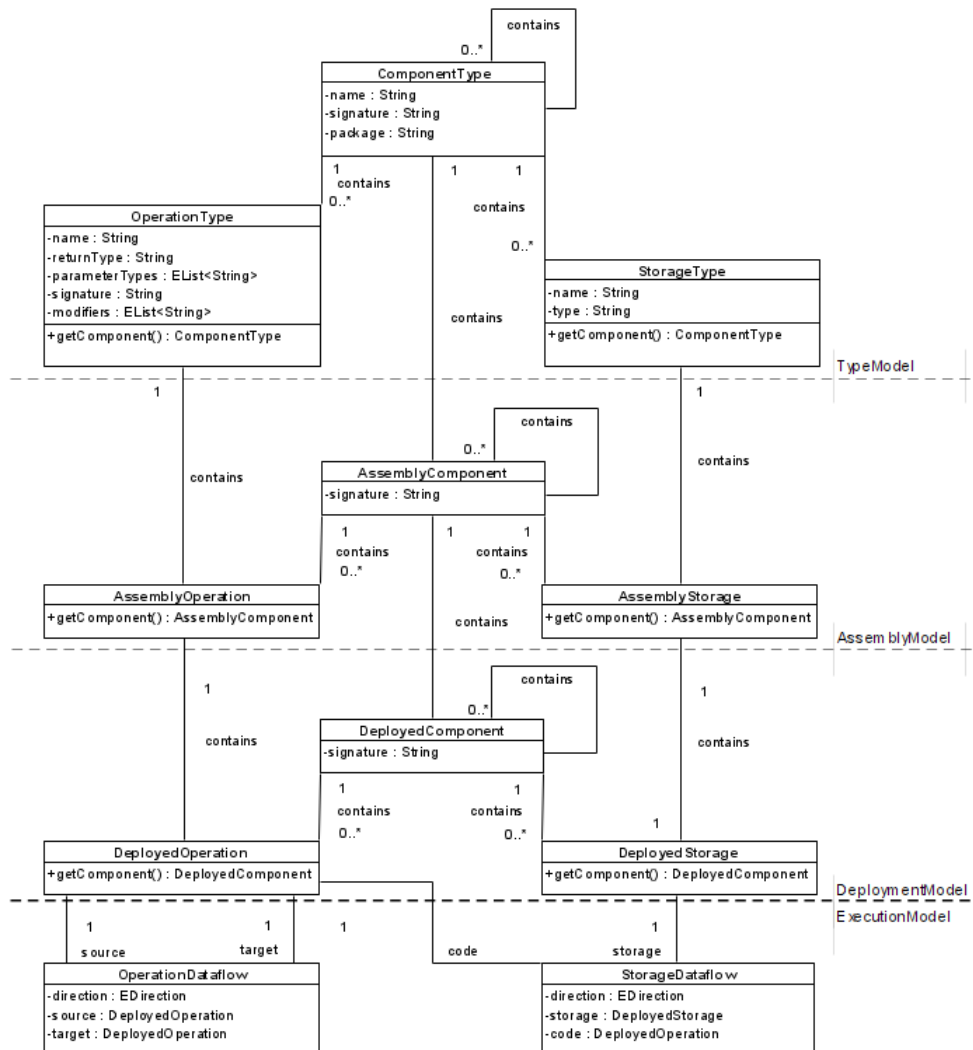 contains
0..*
ComponentType
-name : String
-signature : String
-package : String
1
1
1
contains
0..*
contains
0..*
OperationType
-name : String
-returnType : String
-parameterTypes : EList<String>
-signature : String
-modifiers : EList<String>
+getComponent() : ComponentType
StorageType
-name : String
-type : String
+getComponent() : ComponentType
contains
TypeModel
1
1
contains
0..*
contains
contains
AssemblyComponent
-signature : String
1
1
1
contains
0..*
contains
0..*
AssemblyOperation
+getComponent() : AssemblyComponent
AssemblyStorage
+getComponent() : AssemblyComponent
contains
AssemblyModel
1
1
contains
0..*
contains
contains
DeployedComponent
-signature : String
1
1
contains
contains
0..*
0..*
1
DeployedOperation
+getComponent() : DeployedComponent
DeployedStorage
+getComponent() : DeployedComponent
DeploymentModel
ExecutionModel
1
1
1
1
source
target
code
storage
OperationDataflow
-direction : EDirection
-source : DeployedOperation
-target : DeployedOperation
StorageDataflow
-direction : EDirection
-storage : DeployedStorage
-code : DeployedOperation